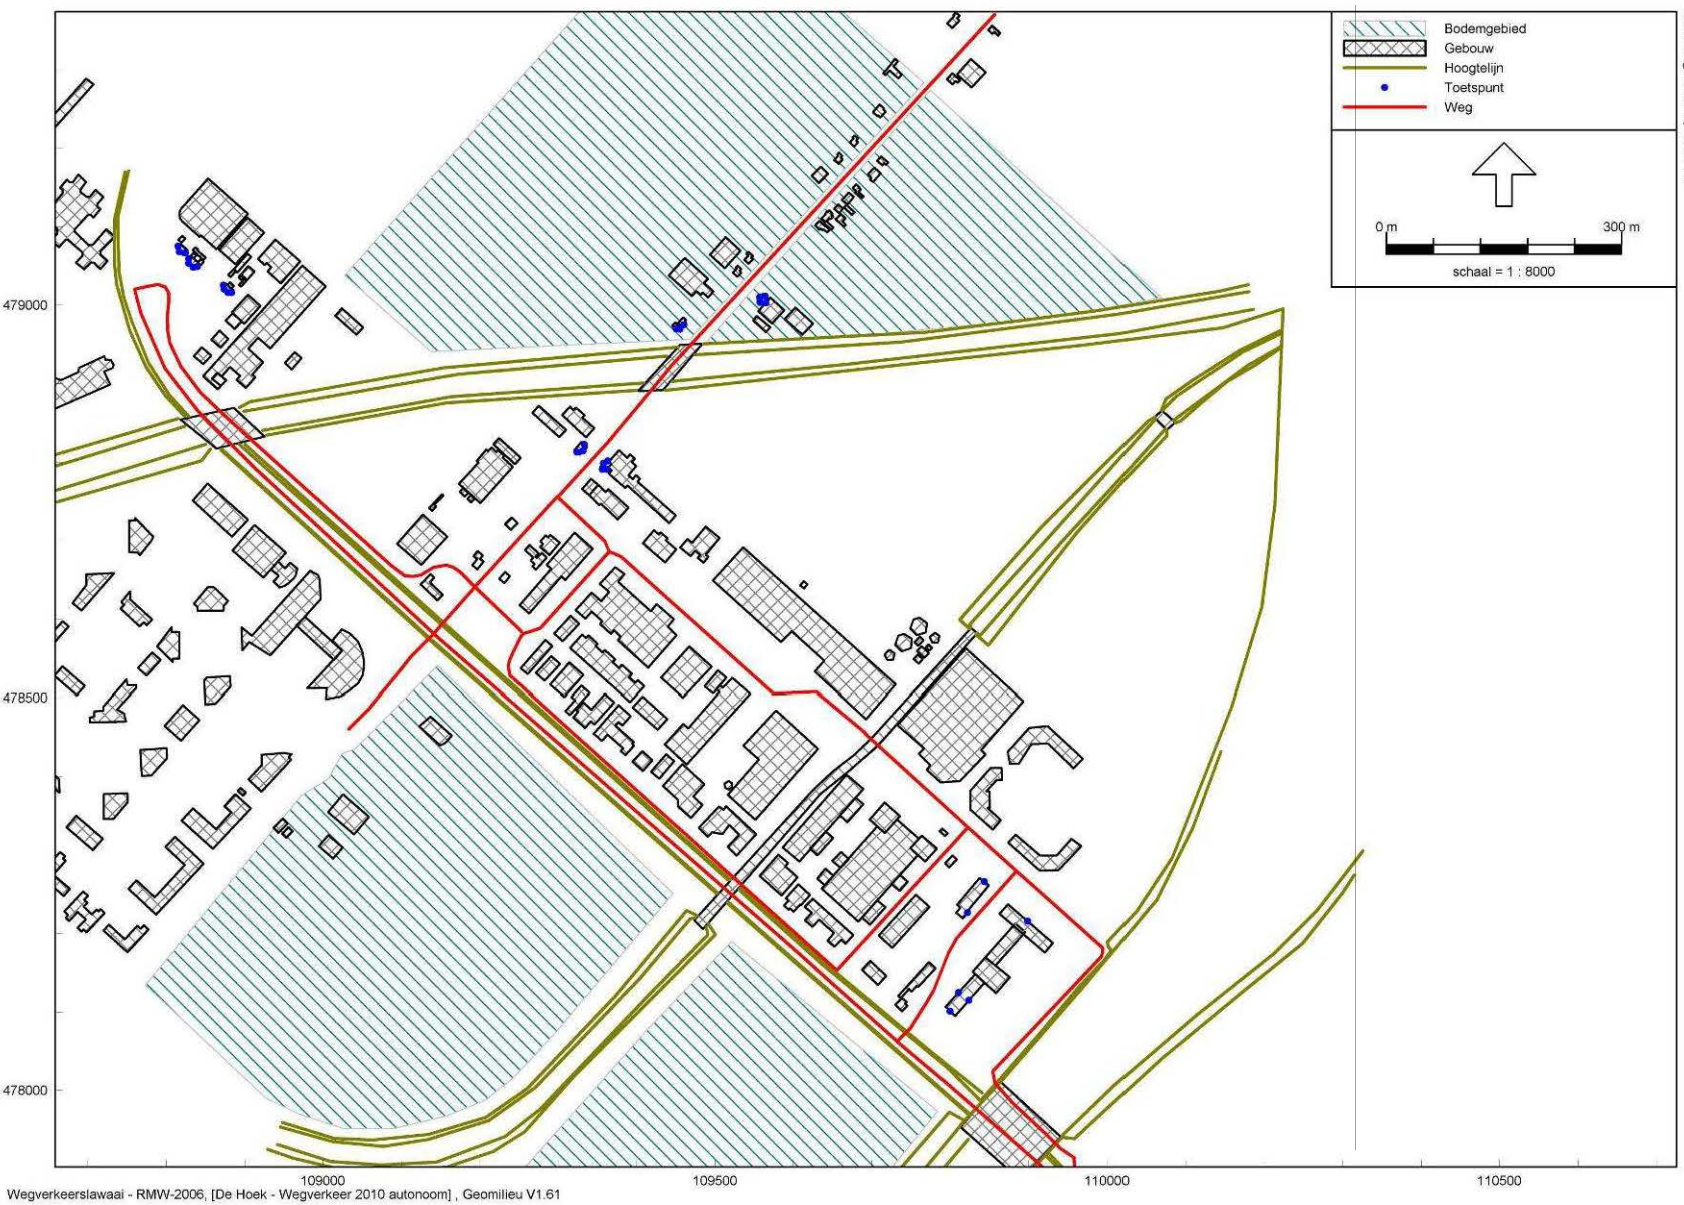 Bodemgebied
Gebouw
Hoogtelijn
Toetspunt
Weg
0 m 300 m
schaal = 1 : 8000
479000
478500
478000
109000 109500 110000 110500
Wegverkeerslawaai - RMW-2006, [De Hoek - Wegverkeer 2010 autonoom] , Geomilieu V1.61